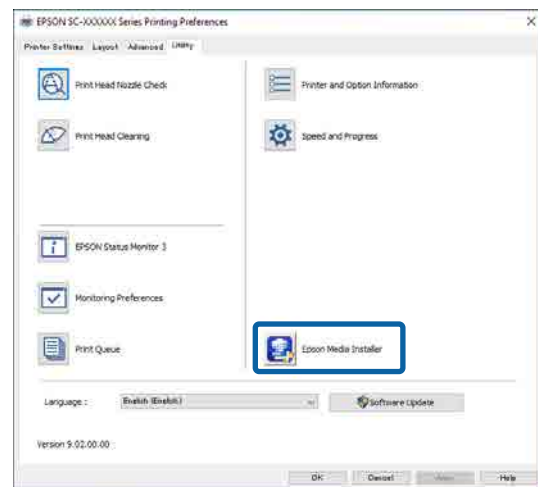 EPSON SC-XXXXXX Series Printing Preferences
Printer Settings Layout Advanced Utility
Print Head Nozzle Check
Printer and Option Information
Print Head Cleaning
Speed and Progress
EPSON Status Monitor 3
Monitoring Preferences
Print Queue
Epson Media Installer
Language : English (English)
Software Update
Version 9.02.00.00
OK Cancel Apply Help